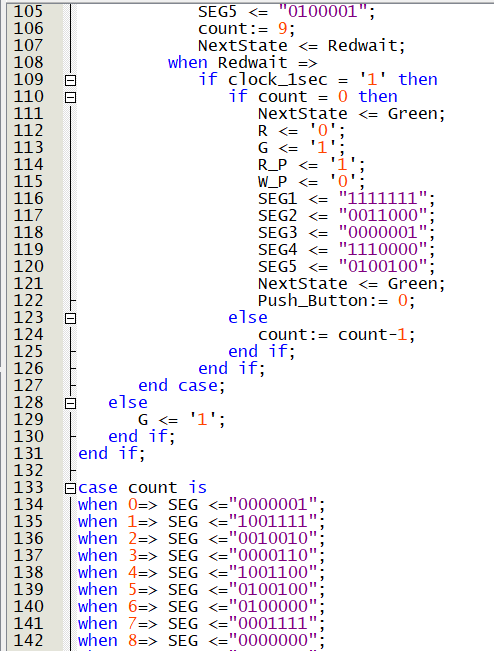 105 SEG5 <= "0100001";
106 count:= 9;
107 NextState <= Redwait;
108 when Redwait =>
109 if clock_1sec = '1' then
110 if count = 0 then
111 NextState <= Green;
112 R <= '0';
113 G <= '1';
114 R_P <= '1';
115 W_P <= '0';
116 SEG1 <= "1111111";
117 SEG2 <= "0011000";
118 SEG3 <= "0000001";
119 SEG4 <= "1110000";
120 SEG5 <= "0100100";
121 NextState <= Green;
122 Push_Button:= 0;
123 else
124 count:= count-1;
125 end if;
126 end if;
127 end case;
128 else
129 G <= '1';
130 end if;
131 end if;
132
133 case count is
134 when 0=> SEG <="0000001";
135 when 1=> SEG <="1001111";
136 when 2=> SEG <="0010010";
137 when 3=> SEG <="0000110";
138 when 4=> SEG <="1001100";
139 when 5=> SEG <="0100100";
140 when 6=> SEG <="0100000";
141 when 7=> SEG <="0001111";
142 when 8=> SEG <="0000000";